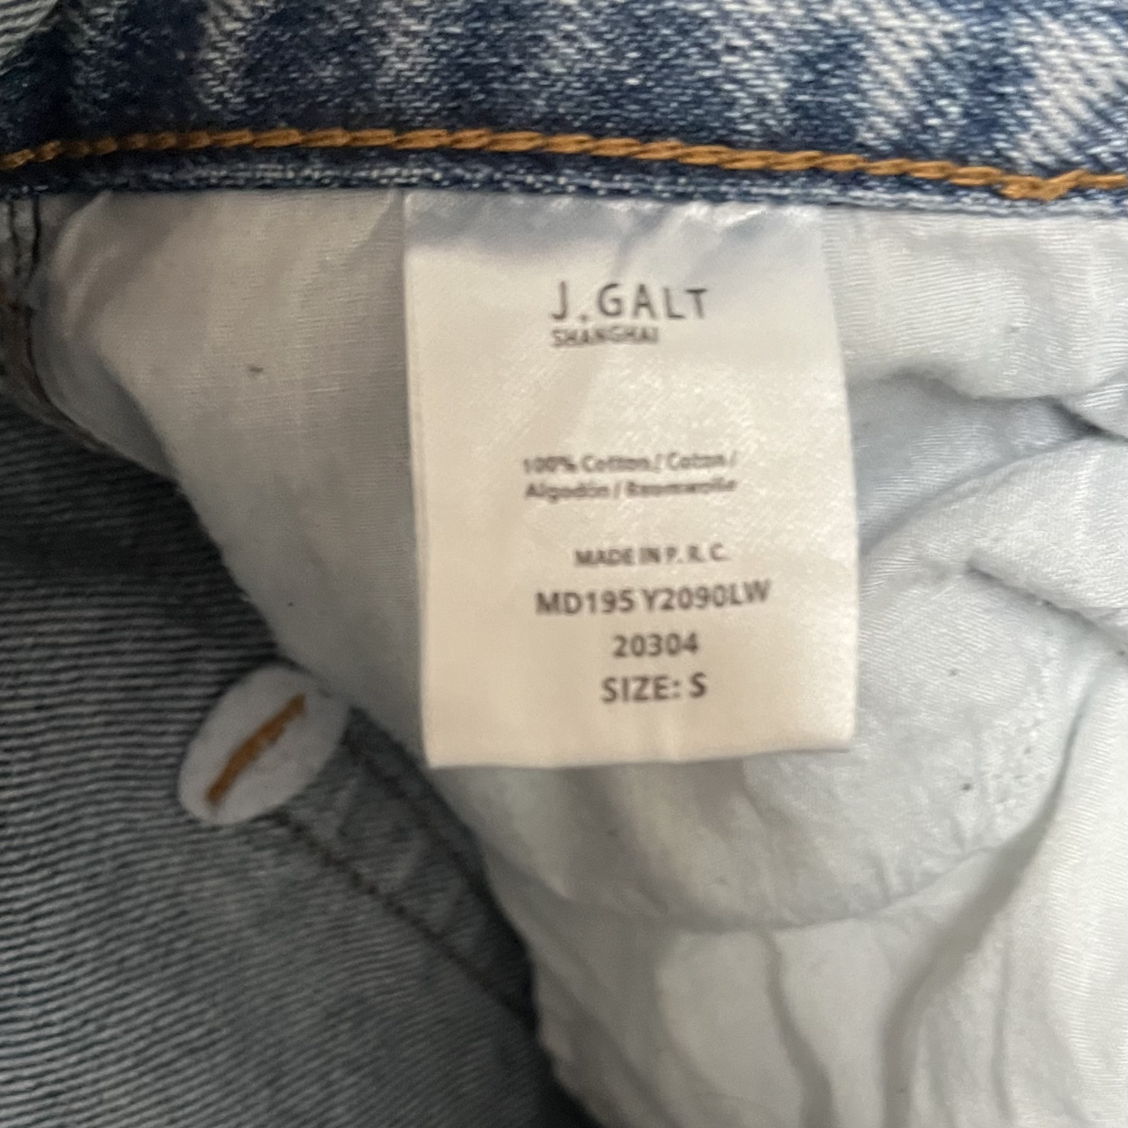 J.GALT
SHANGHAI
100% Cotton / Coton /
Algodón / Baumwolle
MADE IN P. R. C.
MD195 Y2090LW
20304
SIZE: S